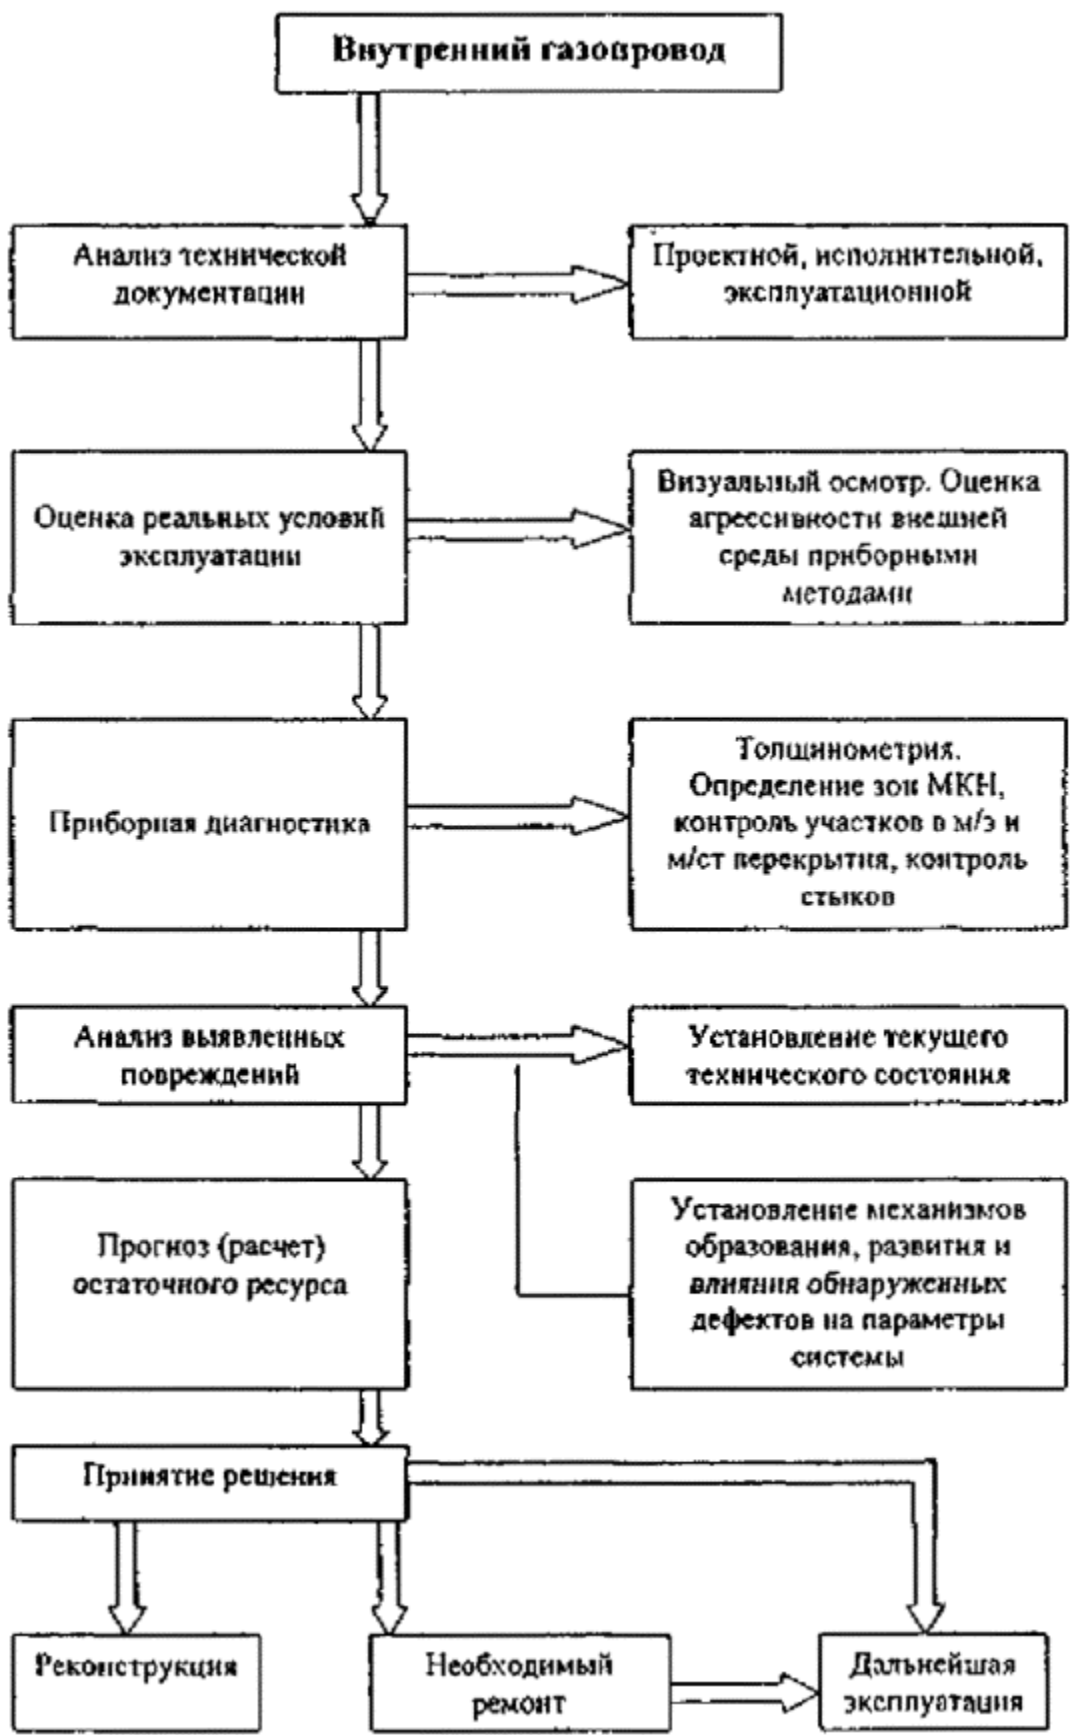 Внутренний газопровод
Анализ технической
документации
Проектной, исполнительной,
эксплуатационной
Оценка реальных условий
эксплуатации
Визуальный осмотр. Оценка
агрессивности внешней
среды приборными
методами
Приборная диагностика
Толщинометрия.
Определение зон МКН,
контроль участков в м/э и
м/ст перекрытия, контроль
стыков
Анализ выявленных
повреждений
Установление текущего
технического состояния
Прогноз (расчет)
остаточного ресурса
Установление механизмов
образования, развития и
влияния обнаруженных
дефектов на параметры
системы
Принятие решения
Реконструкция
Необходимый
ремонт
Дальнейшая
эксплуатация